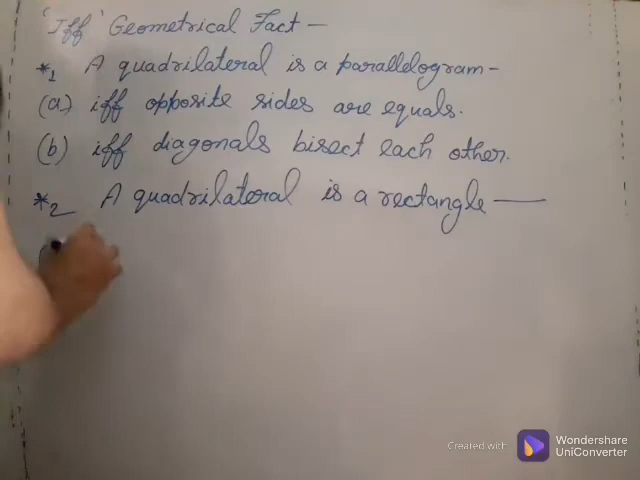 'Iff' Geometrical Fact —
*1 A quadrilateral is a parallelogram -
(a) iff opposite sides are equals.
(b) iff diagonals bisect each other.
*2 A quadrilateral is a rectangle —
(
Created with Wondershare UniConverter